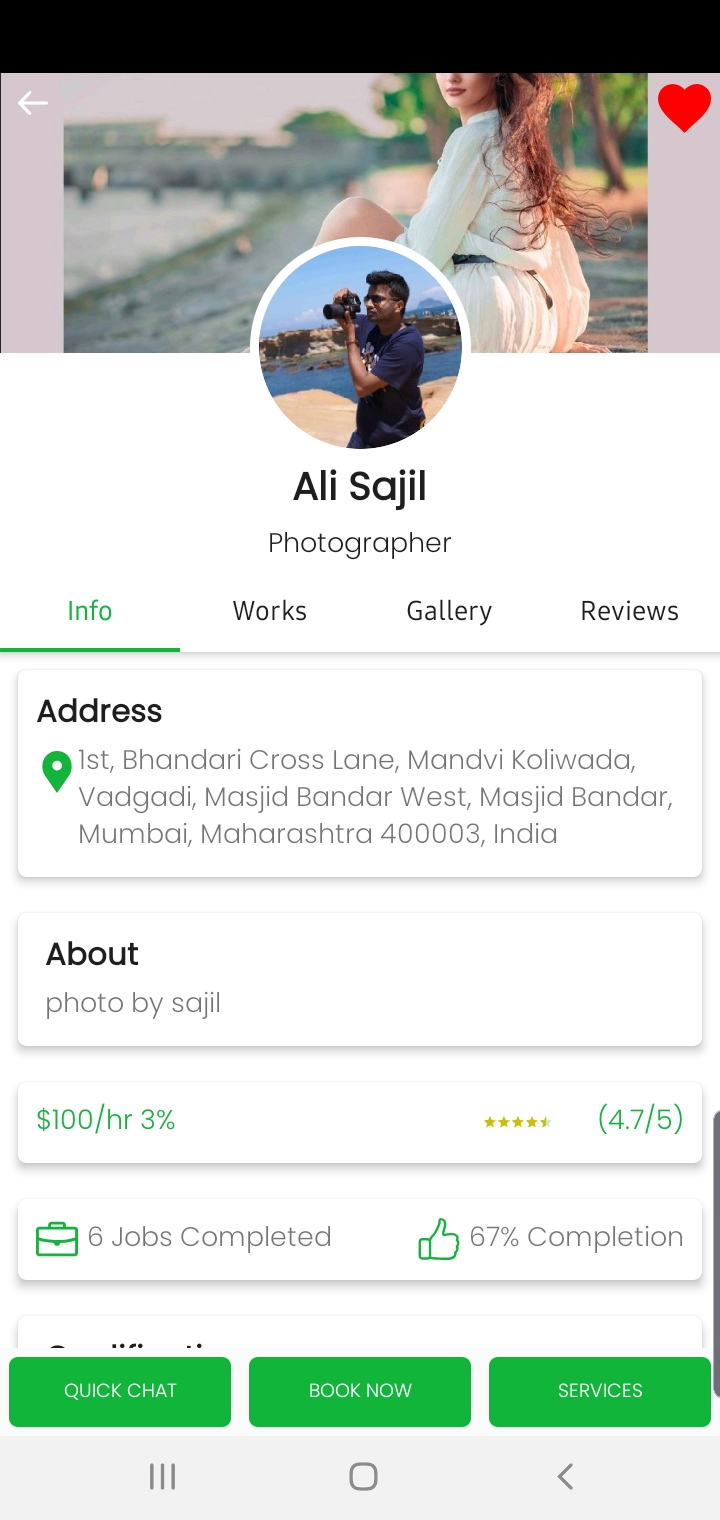 Ali Sajil
Photographer
Info Works Gallery Reviews
Address
1st, Bhandari Cross Lane, Mandvi Koliwada,
Vadgadi, Masjid Bandar West, Masjid Bandar,
Mumbai, Maharashtra 400003, India
About
photo by sajil
$100/hr 3% (4.7/5)
6 Jobs Completed 67% Completion
QUICK CHAT BOOK NOW SERVICES